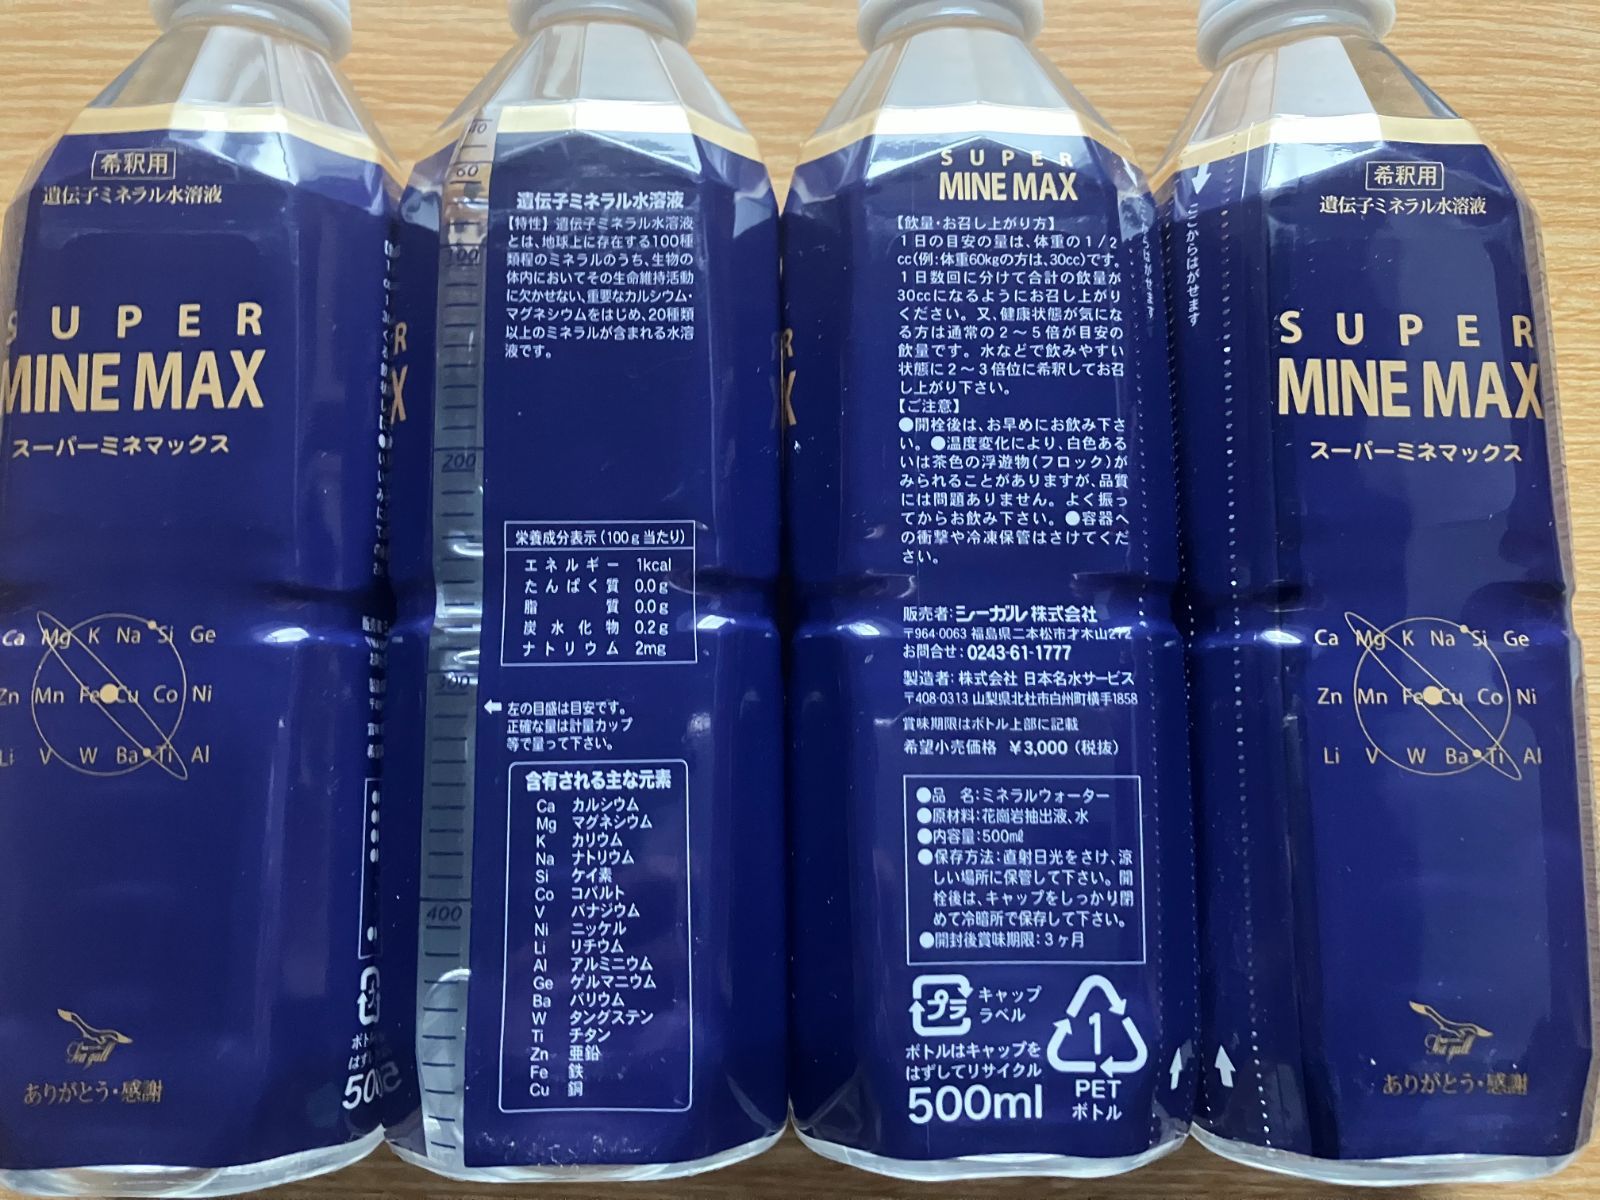 希釈用
遺伝子ミネラル水溶液
SUPER
MINE MAX
スーパーミネマックス
Ca Mg K Na Si Ge
Zn Mn Fe Cu Co Ni
Li V W Ba Ti Al
Sea gull
ありがとう・感謝
40
60
100
200
300
400
遺伝子ミネラル水溶液
【特性】遺伝子ミネラル水溶液
とは、地球上に存在する100種
類程のミネラルのうち、生物の
体内においてその生命維持活動
に欠かせない、重要なカルシウム・
マグネシウムをはじめ、20種類
以上のミネラルが含まれる水溶
液です。
栄養成分表示(100g当たり)
エネルギー 1kcal
たんぱく質 0.0g
脂質 0.0g
炭水化物 0.2g
ナトリウム 2mg
左の目盛は目安です。
正確な量は計量カップ
等で量って下さい。
含有される主な元素
Ca カルシウム
Mg マグネシウム
K カリウム
Na ナトリウム
Si ケイ素
Co コバルト
V バナジウム
Ni ニッケル
Li リチウム
Al アルミニウム
Ge ゲルマニウム
Ba バリウム
W タングステン
Ti チタン
Zn 亜鉛
Fe 鉄
Cu 銅
SUPER
MINE MAX
【飲量・お召し上がり方】
1日の目安の量は、体重の1/2
cc(例:体重60kgの方は、30cc)です。
1日数回に分けて合計の飲量が
30ccになるようにお召し上がり
ください。又、健康状態が気にな
る方は通常の2～5倍が目安の
飲量です。水などで飲みやすい
状態に2～3倍位に希釈してお召
し上がり下さい。
【ご注意】
●開栓後は、お早めにお飲み下さ
い。●温度変化により、白色ある
いは茶色の浮遊物(フロック)が
みられることがありますが、品質
には問題ありません。よく振っ
てからお飲み下さい。●容器へ
の衝撃や冷凍保管はさけてくだ
さい。
販売者:シーガル株式会社
〒964-0063 福島県二本松市才木山272
お問合せ:0243-61-1777
製造者:株式会社 日本名水サービス
〒408-0313 山梨県北杜市白州町横手1858
賞味期限はボトル上部に記載
希望小売価格 ¥3,000(税抜)
●品 名:ミネラルウォーター
●原材料:花崗岩抽出液、水
●内容量:500㎖
●保存方法:直射日光をさけ、涼
しい場所に保管して下さい。開
栓後は、キャップをしっかり閉
めて冷暗所で保存して下さい。
●開封後賞味期限:3ヶ月
プラ
キャップ
ラベル
ボトルはキャップを
はずしてリサイクル
500ml
1
PET
ボトル
ここからはがせます
希釈用
遺伝子ミネラル水溶液
SUPER
MINE MAX
スーパーミネマックス
Ca Mg K Na Si Ge
Zn Mn Fe Cu Co Ni
Li V W Ba Ti Al
Sea gull
ありがとう・感謝